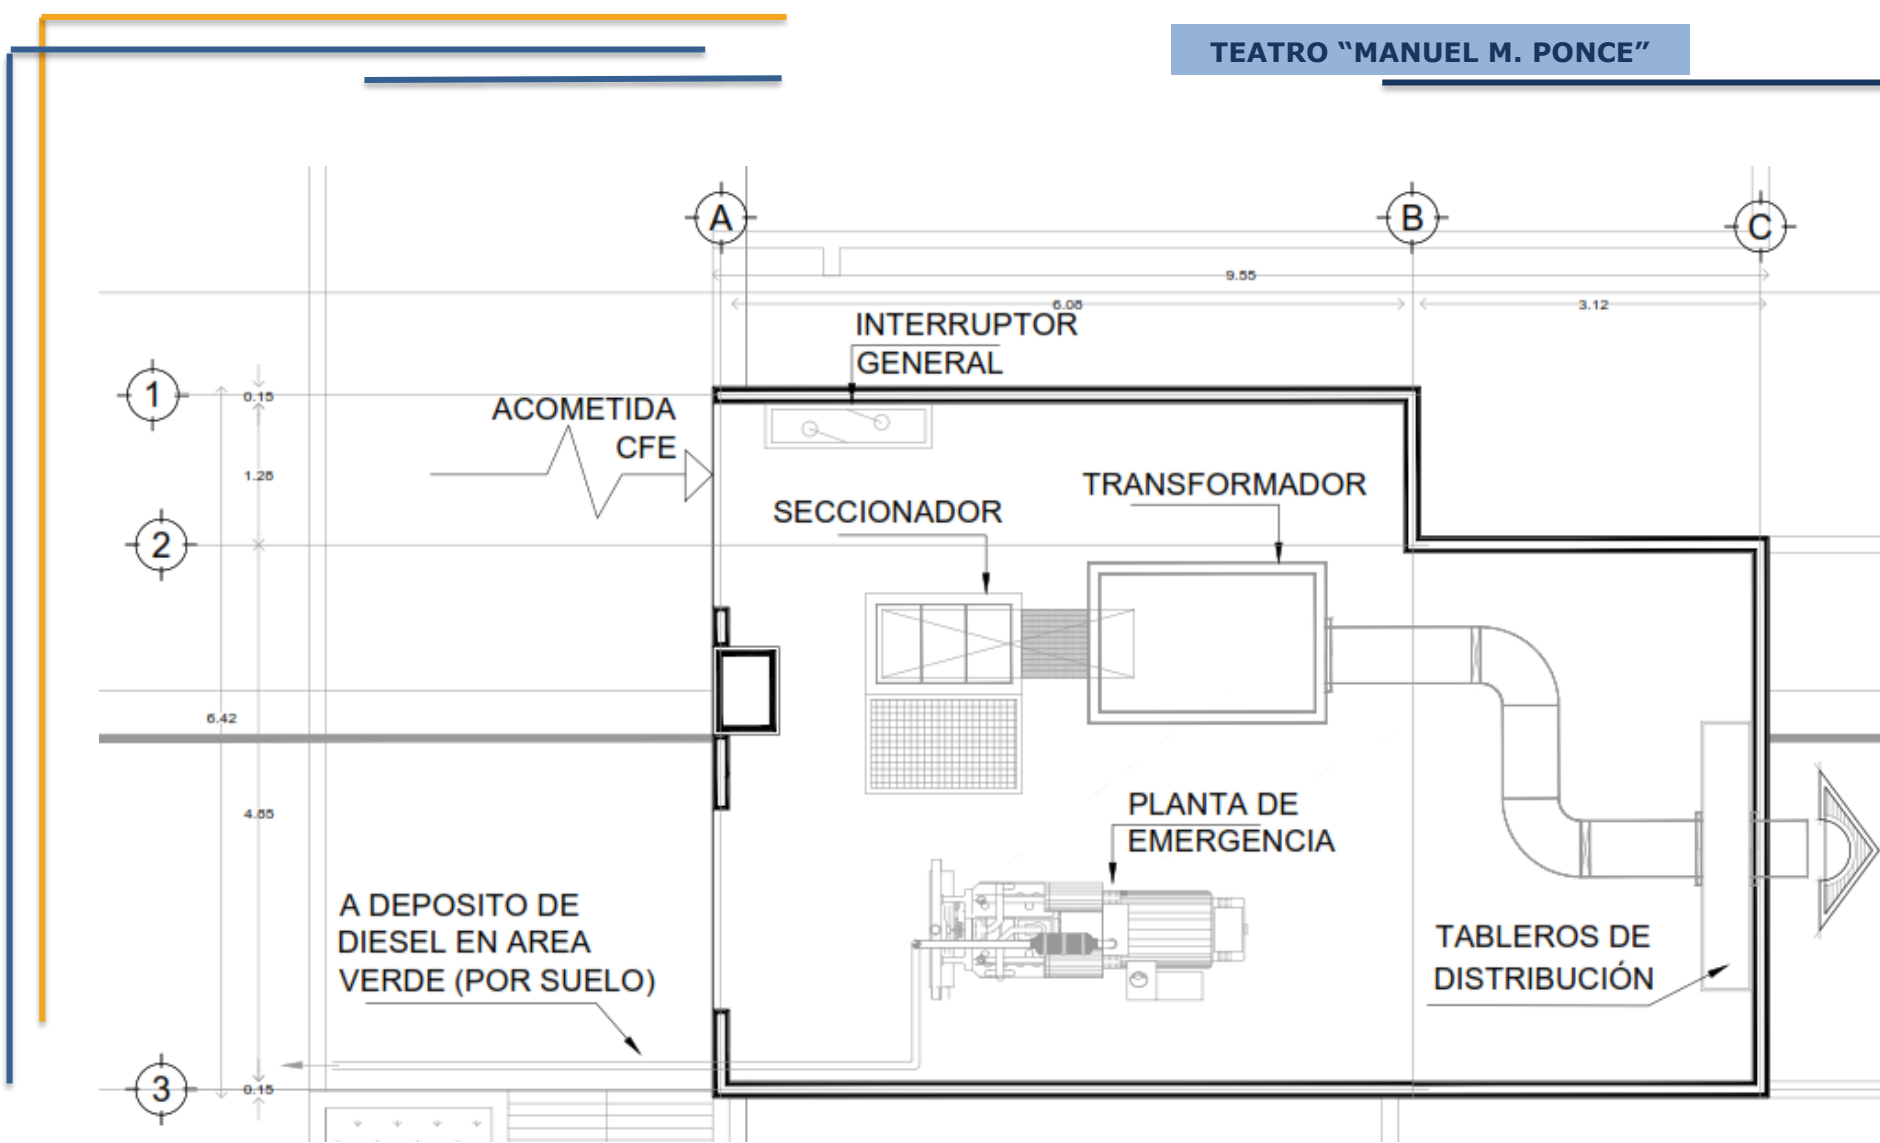 TEATRO “MANUEL M. PONCE”
A
B
C
9.55
6.08
3.12
INTERRUPTOR
GENERAL
1
0.15
ACOMETIDA
CFE
1.28
TRANSFORMADOR
SECCIONADOR
2
6.42
4.85
PLANTA DE
EMERGENCIA
A DEPOSITO DE
DIESEL EN AREA
VERDE (POR SUELO)
TABLEROS DE
DISTRIBUCIÓN
3
0.15